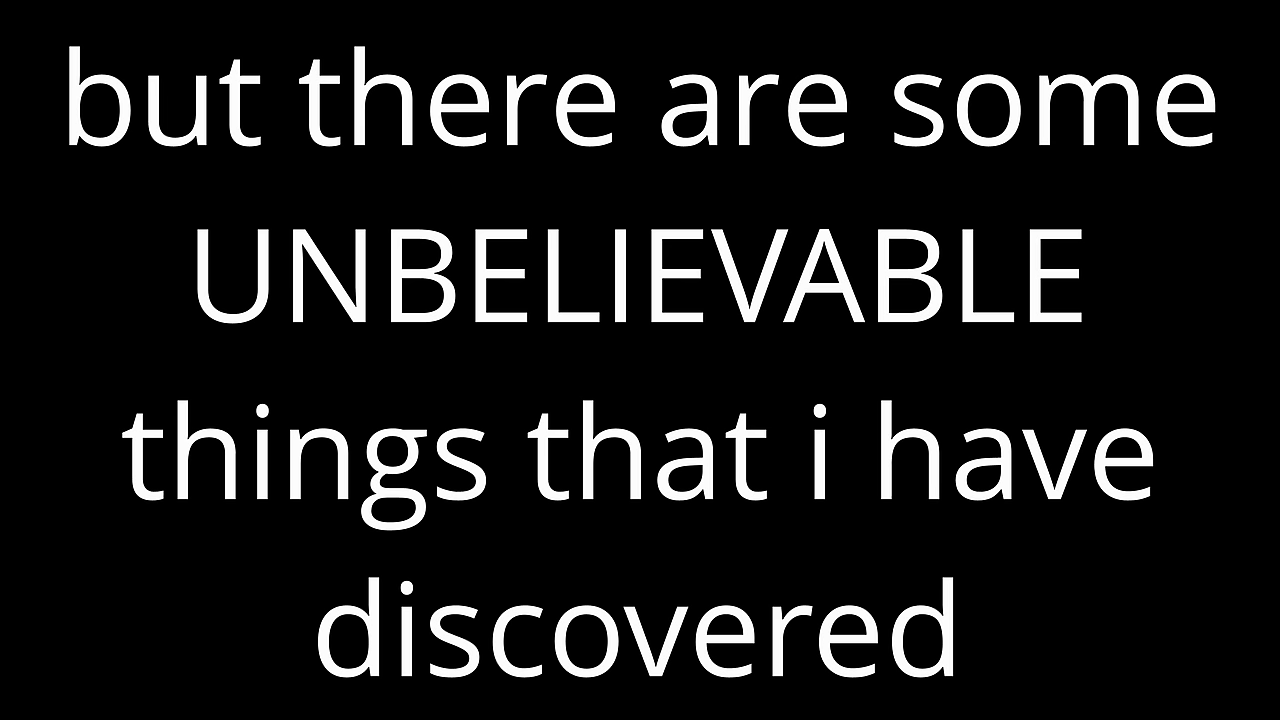 but there are some
UNBELIEVABLE
things that i have
discovered